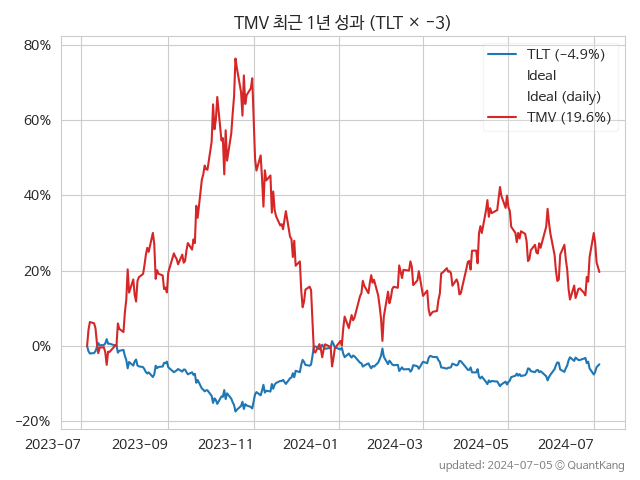 TMV 최근 1년 성과 (TLT × −3)
80%
60%
40%
20%
0%
−20%
TLT (−4.9%)
Ideal
Ideal (daily)
TMV (19.6%)
2023-07
2023-09
2023-11
2024-01
2024-03
2024-05
2024-07
updated: 2024-07-05 © QuantKang